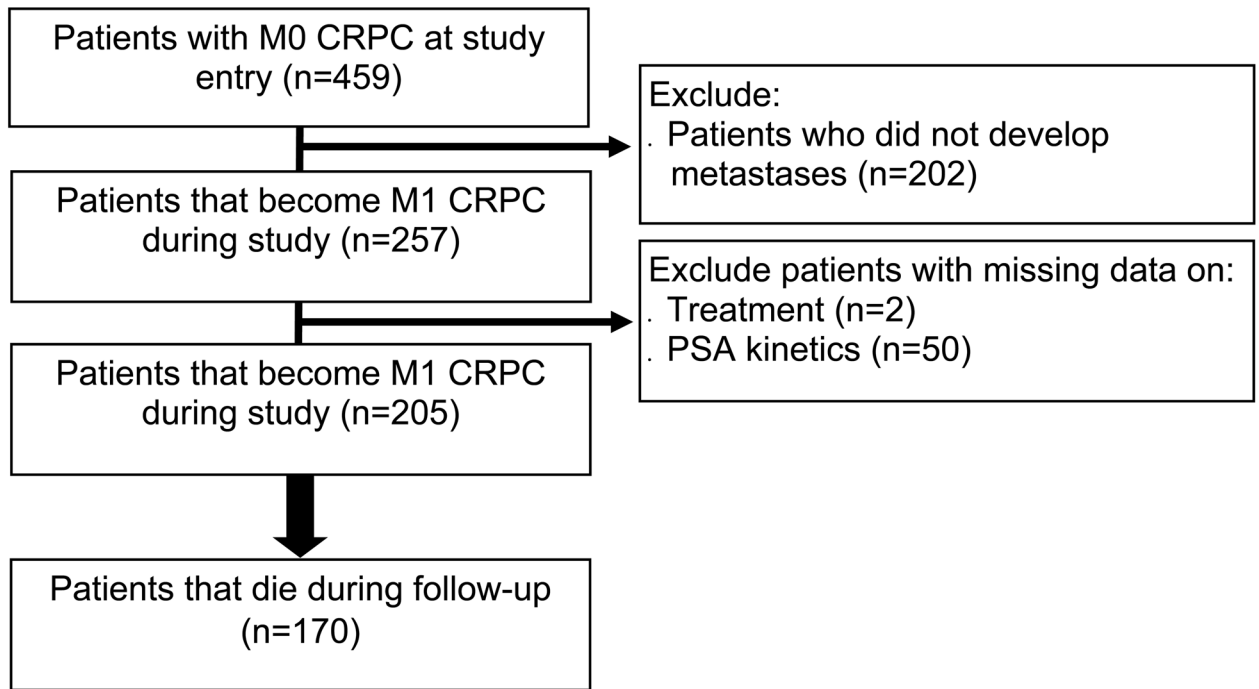 Patients with M0 CRPC at study
entry (n=459)
Exclude:
. Patients who did not develop
metastases (n=202)
Patients that become M1 CRPC
during study (n=257)
Exclude patients with missing data on:
. Treatment (n=2)
. PSA kinetics (n=50)
Patients that become M1 CRPC
during study (n=205)
Patients that die during follow-up
(n=170)